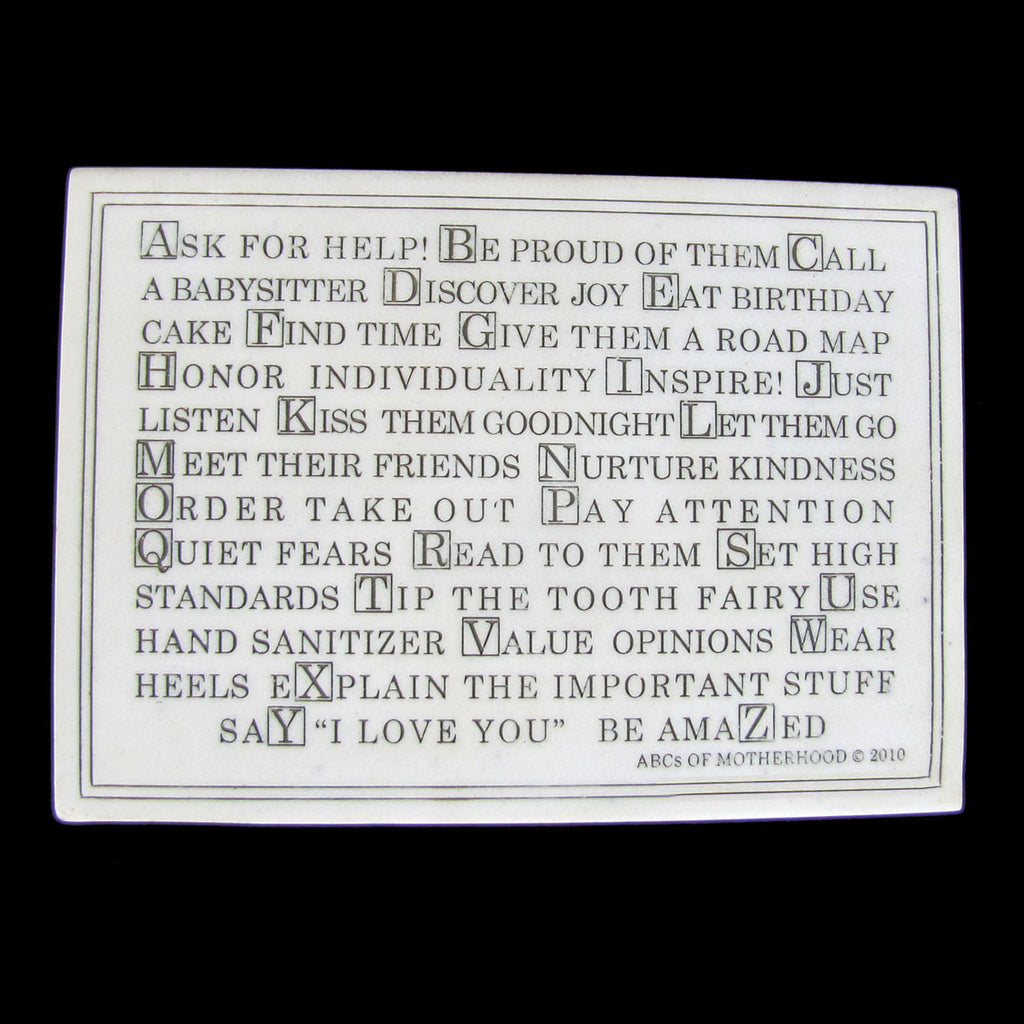 ASK FOR HELP! BE PROUD OF THEM CALL
A BABYSITTER DISCOVER JOY EAT BIRTHDAY
CAKE FIND TIME GIVE THEM A ROAD MAP
HONOR INDIVIDUALITY INSPIRE! JUST
LISTEN KISS THEM GOODNIGHT LET THEM GO
MEET THEIR FRIENDS NURTURE KINDNESS
ORDER TAKE OUT PAY ATTENTION
QUIET FEARS READ TO THEM SET HIGH
STANDARDS TIP THE TOOTH FAIRY USE
HAND SANITIZER VALUE OPINIONS WEAR
HEELS EXPLAIN THE IMPORTANT STUFF
SAY "I LOVE YOU" BE AMAZED
ABCs OF MOTHERHOOD © 2010